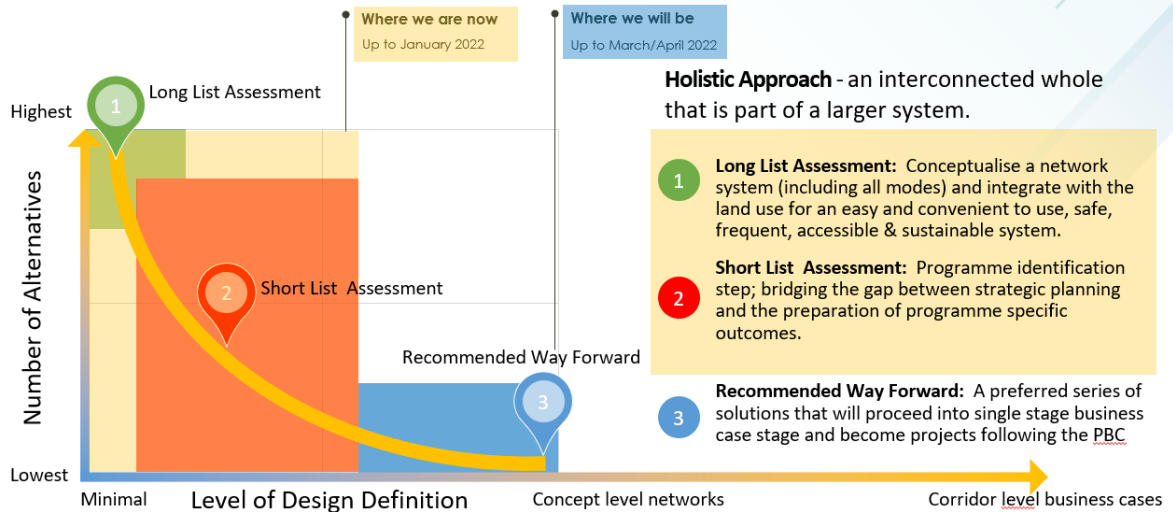 Where we are now
Up to January 2022
Where we will be
Up to March/April 2022
Highest
1
Long List Assessment
Number of Alternatives
2
Short List  Assessment
Recommended Way Forward
3
Lowest
Minimal
Level of Design Definition
Concept level networks
Corridor level business cases
Holistic Approach - an interconnected whole
that is part of a larger system.
1
Long List Assessment:  Conceptualise a network
system (including all modes) and integrate with the
land use for an easy and convenient to use, safe,
frequent, accessible & sustainable system.
2
Short List  Assessment:  Programme identification
step; bridging the gap between strategic planning
and the preparation of programme specific
outcomes.
3
Recommended Way Forward:  A preferred series of
solutions that will proceed into single stage business
case stage and become projects following the PBC